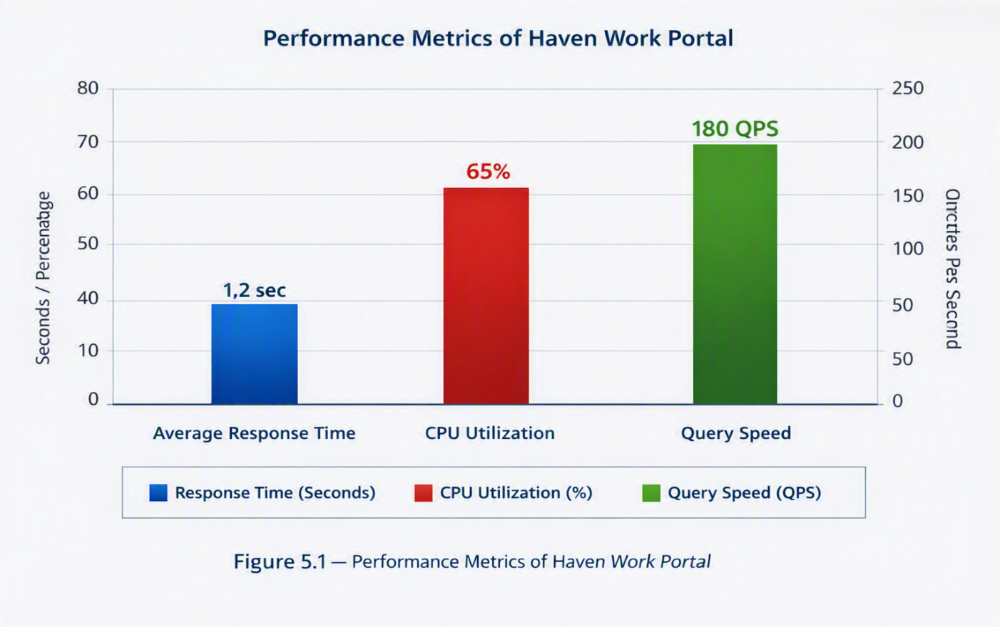 Performance Metrics of Haven Work Portal
80
70
60
50
40
10
0
250
200
150
100
50
50
0
Seconds / Percenabge
Pes Second
1,2 sec
65%
180 QPS
Average Response Time
CPU Utilization
Query Speed
Response Time (Seconds)
CPU Utilization (%)
Query Speed (QPS)
Figure 5.1 — Performance Metrics of Haven Work Portal